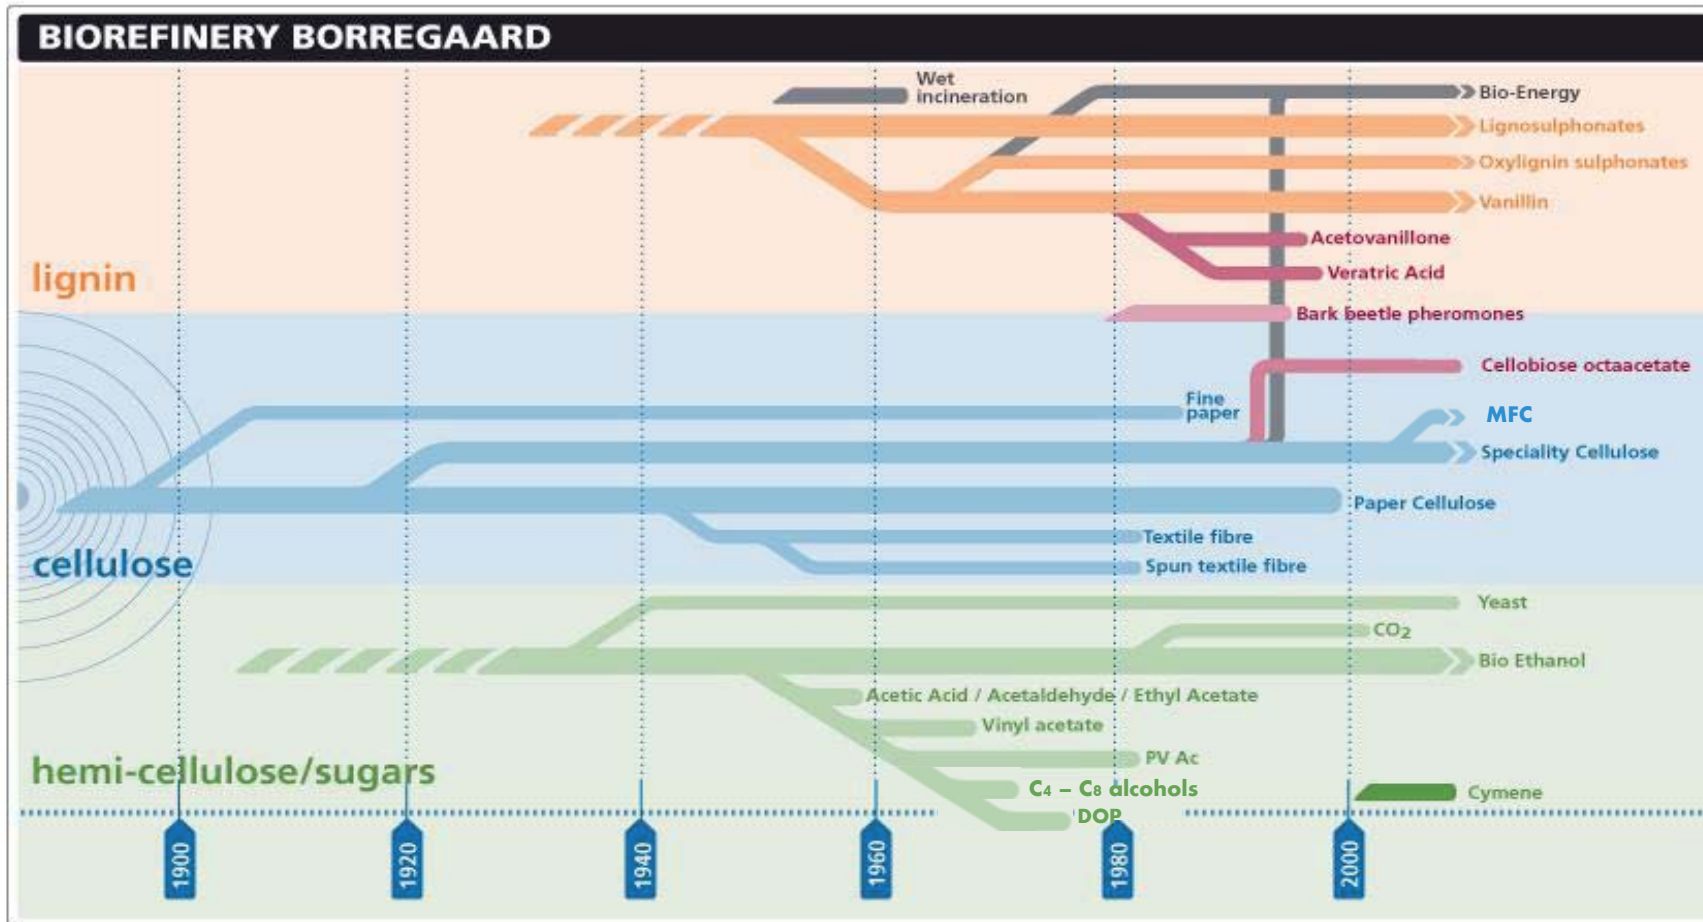 BIOREFINERY BORREGAARD
Wet
incineration
Bio-Energy
Lignosulphonates
Oxylignin sulphonates
Vanillin
Acetovanillone
lignin
Veratric Acid
Bark beetle pheromones
Cellobiose octaacetate
Fine
paper
MFC
Speciality Cellulose
Paper Cellulose
Textile fibre
cellulose
Spun textile fibre
Yeast
CO₂
Bio Ethanol
Acetic Acid / Acetaldehyde / Ethyl Acetate
Vinyl acetate
PV Ac
hemi-cellulose/sugars
C₄ – C₈ alcohols
Cymene
DOP
1900
1920
1940
1960
1980
2000